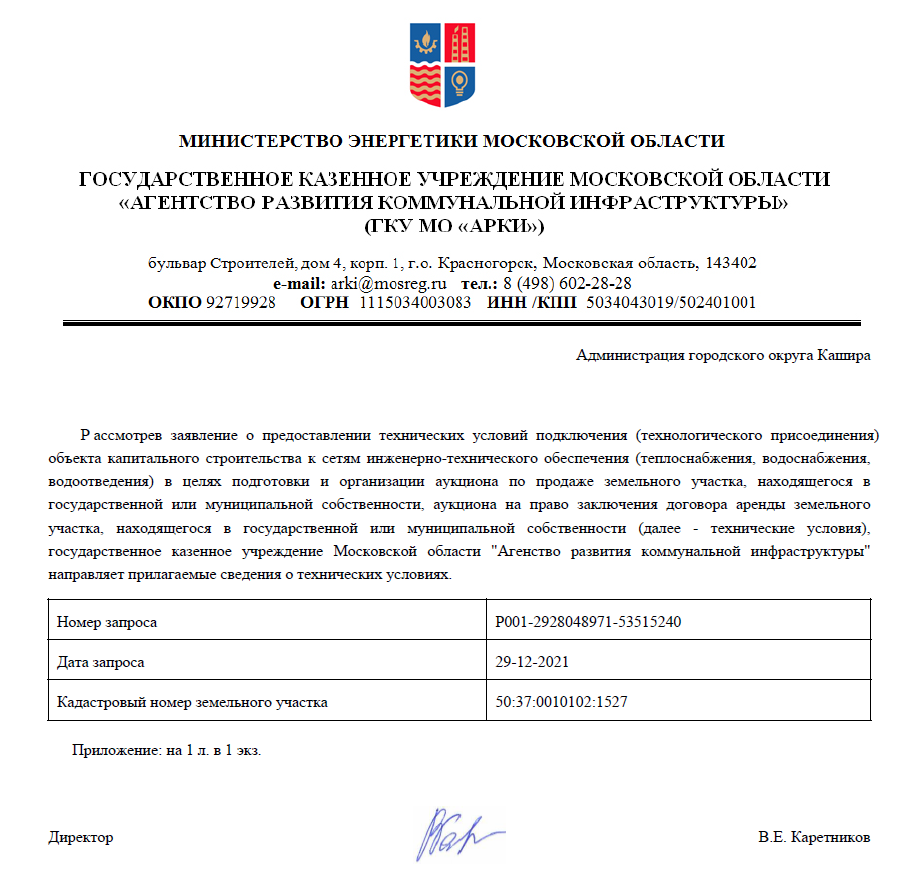 МИНИСТЕРСТВО ЭНЕРГЕТИКИ МОСКОВСКОЙ ОБЛАСТИ
ГОСУДАРСТВЕННОЕ КАЗЕННОЕ УЧРЕЖДЕНИЕ МОСКОВСКОЙ ОБЛАСТИ
«АГЕНТСТВО РАЗВИТИЯ КОММУНАЛЬНОЙ ИНФРАСТРУКТУРЫ»
(ГКУ МО «АРКИ»)
бульвар Строителей, дом 4, корп. 1, г.о. Красногорск, Московская область, 143402
e-mail: arki@mosreg.ru тел.: 8 (498) 602-28-28
ОКПО 92719928 ОГРН 1115034003083 ИНН /КПП 5034043019/502401001
Администрация городского округа Кашира
Р ассмотрев заявление о предоставлении технических условий подключения (технологического присоединения)
объекта капитального строительства к сетям инженерно-технического обеспечения (теплоснабжения, водоснабжения,
водоотведения) в целях подготовки и организации аукциона по продаже земельного участка, находящегося в
государственной или муниципальной собственности, аукциона на право заключения договора аренды земельного
участка, находящегося в государственной или муниципальной собственности (далее - технические условия),
государственное казенное учреждение Московской области "Агенство развития коммунальной инфраструктуры"
направляет прилагаемые сведения о технических условиях.
Номер запроса P001-2928048971-53515240
Дата запроса 29-12-2021
Кадастровый номер земельного участка 50:37:0010102:1527
Приложение: на 1 л. в 1 экз.
Директор В.Е. Каретников